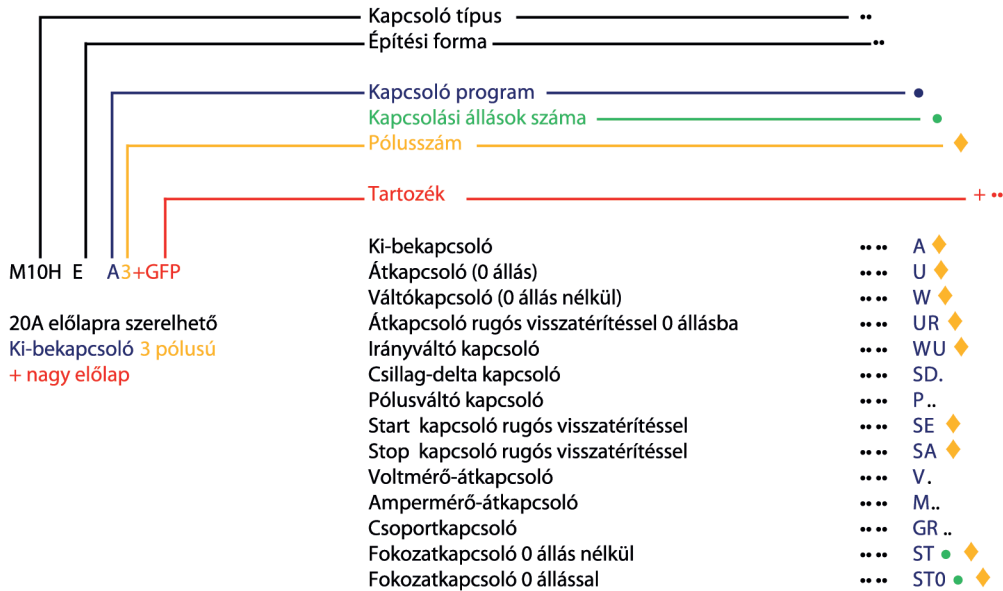 Kapcsoló típus ••
Építési forma ••
Kapcsoló program •
Kapcsolási állások száma •
Pólusszám ♦
Tartozék + ••
M10H E A3+GFP
20A előlapra szerelhető
Ki-bekapcsoló 3 pólusú
+ nagy előlap
Ki-bekapcsoló •• •• A ♦
Átkapcsoló (0 állás) •• •• U ♦
Váltókapcsoló (0 állás nélkül) •• •• W ♦
Átkapcsoló rugós visszatérítéssel 0 állásba •• •• UR ♦
Irányváltó kapcsoló •• •• WU ♦
Csillag-delta kapcsoló •• •• SD.
Pólusváltó kapcsoló •• •• P..
Start kapcsoló rugós visszatérítéssel •• •• SE ♦
Stop kapcsoló rugós visszatérítéssel •• •• SA ♦
Voltmérő-átkapcsoló •• •• V.
Ampermérő-átkapcsoló •• •• M..
Csoportkapcsoló •• •• GR ..
Fokozatkapcsoló 0 állás nélkül •• •• ST • ♦
Fokozatkapcsoló 0 állással •• •• ST0 • ♦